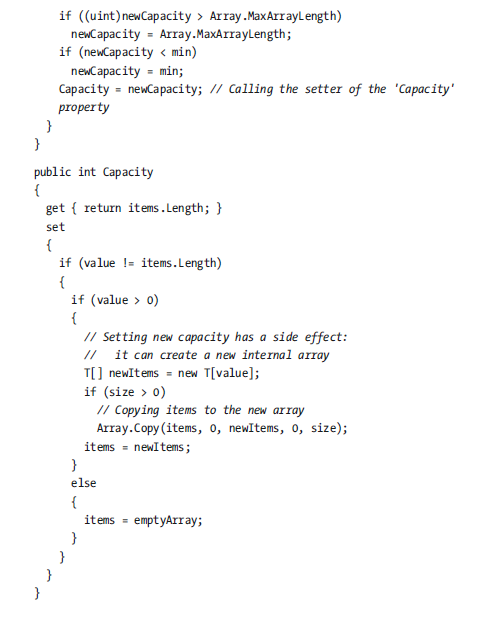 if ((uint)newCapacity > Array.MaxArrayLength)
newCapacity = Array.MaxArrayLength;
if (newCapacity < min)
newCapacity = min;
Capacity = newCapacity; // Calling the setter of the 'Capacity'
property
}
}
public int Capacity
{
get { return items.Length; }
set
{
if (value != items.Length)
{
if (value > 0)
{
// Setting new capacity has a side effect:
//   it can create a new internal array
T[] newItems = new T[value];
if (size > 0)
// Copying items to the new array
Array.Copy(items, 0, newItems, 0, size);
items = newItems;
}
else
{
items = emptyArray;
}
}
}
}